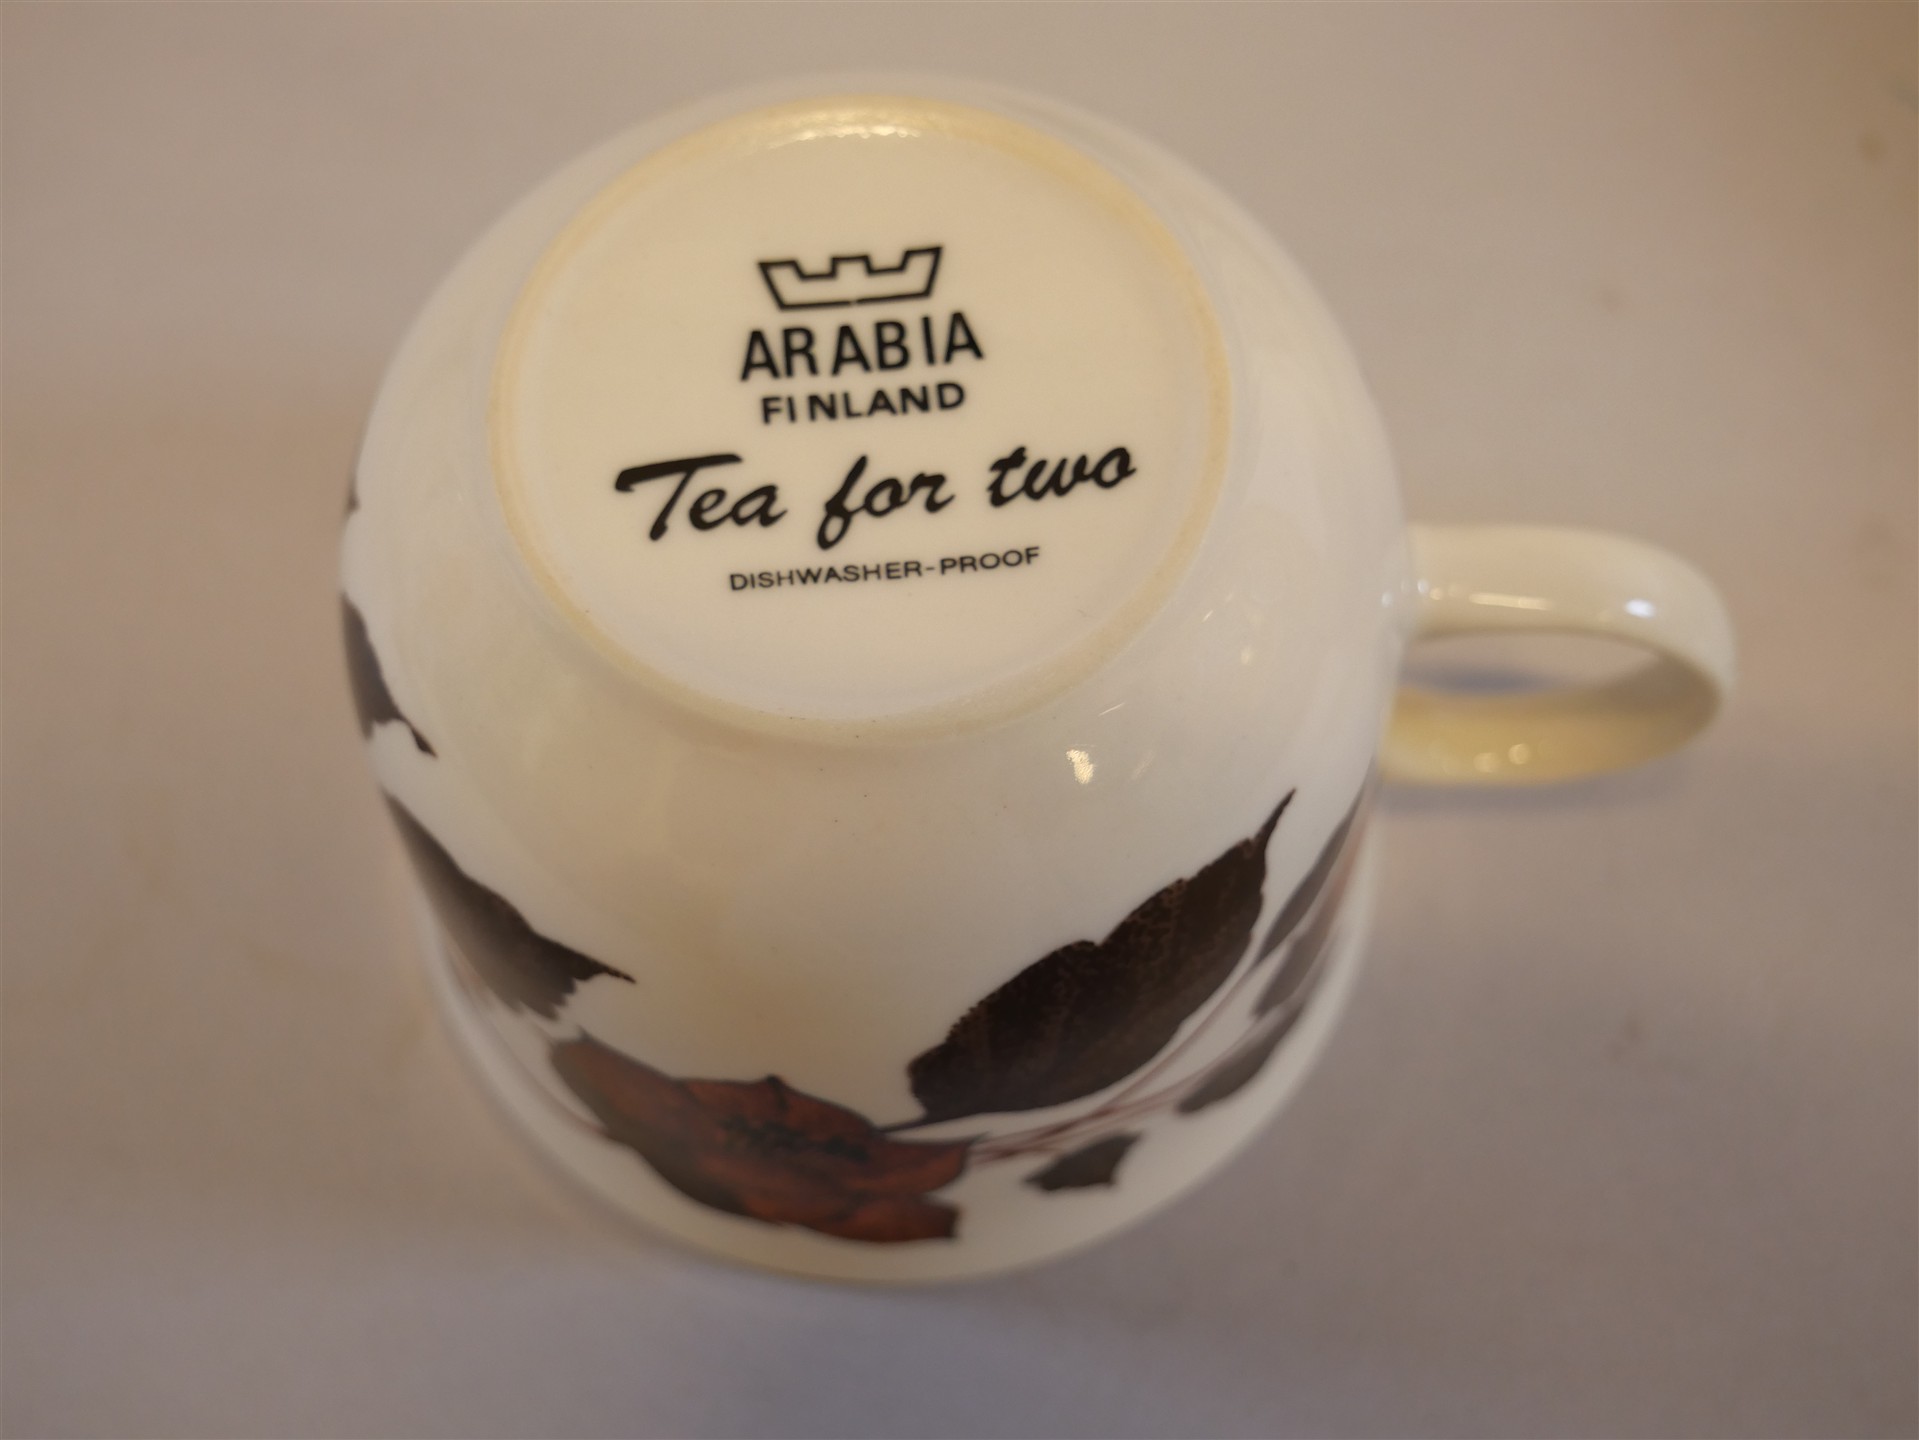 ARABIA
FINLAND
Tea for two
DISHWASHER-PROOF